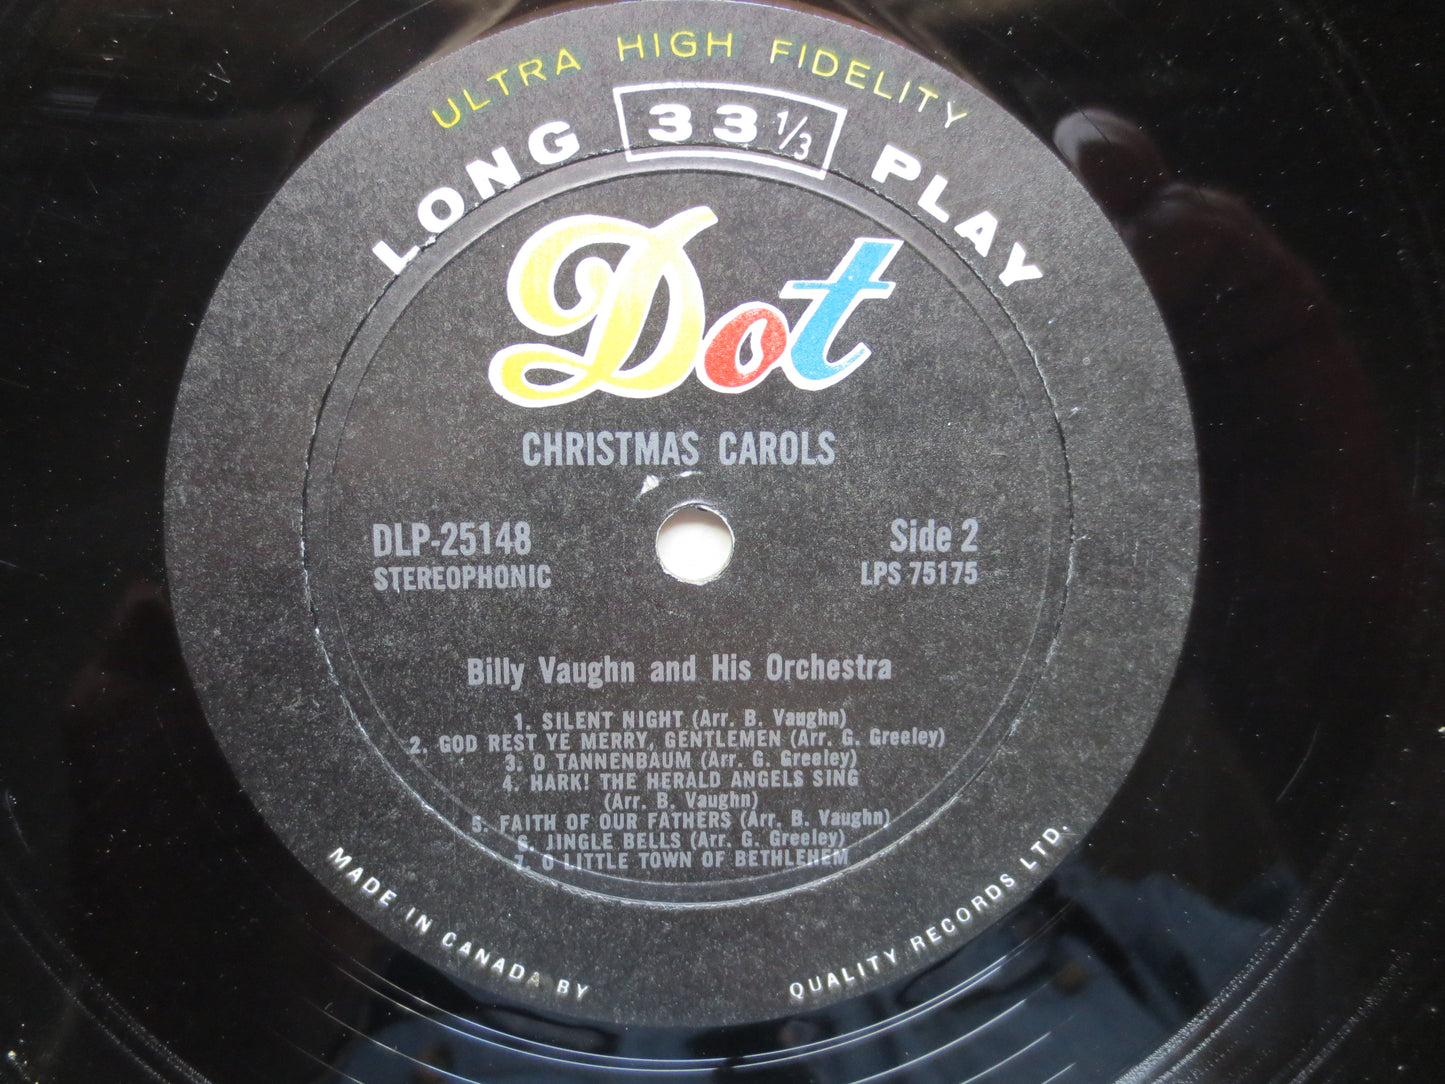 ULTRA HIGH FIDELITY
LONG 33 1/3 PLAY
Dot
CHRISTMAS CAROLS
DLP-25148
STEREOPHONIC
Side 2
LPS 75175
Billy Vaughn and His Orchestra
1. SILENT NIGHT (Arr. B. Vaughn)
2. GOD REST YE MERRY, GENTLEMEN (Arr. G. Greeley)
3. O TANNENBAUM (Arr. G. Greeley)
4. HARK! THE HERALD ANGELS SING
(Arr. B. Vaughn)
5. FAITH OF OUR FATHERS (Arr. B. Vaughn)
6. JINGLE BELLS (Arr. G. Greeley)
7. O LITTLE TOWN OF BETHLEHEM
MADE IN CANADA BY QUALITY RECORDS LTD.